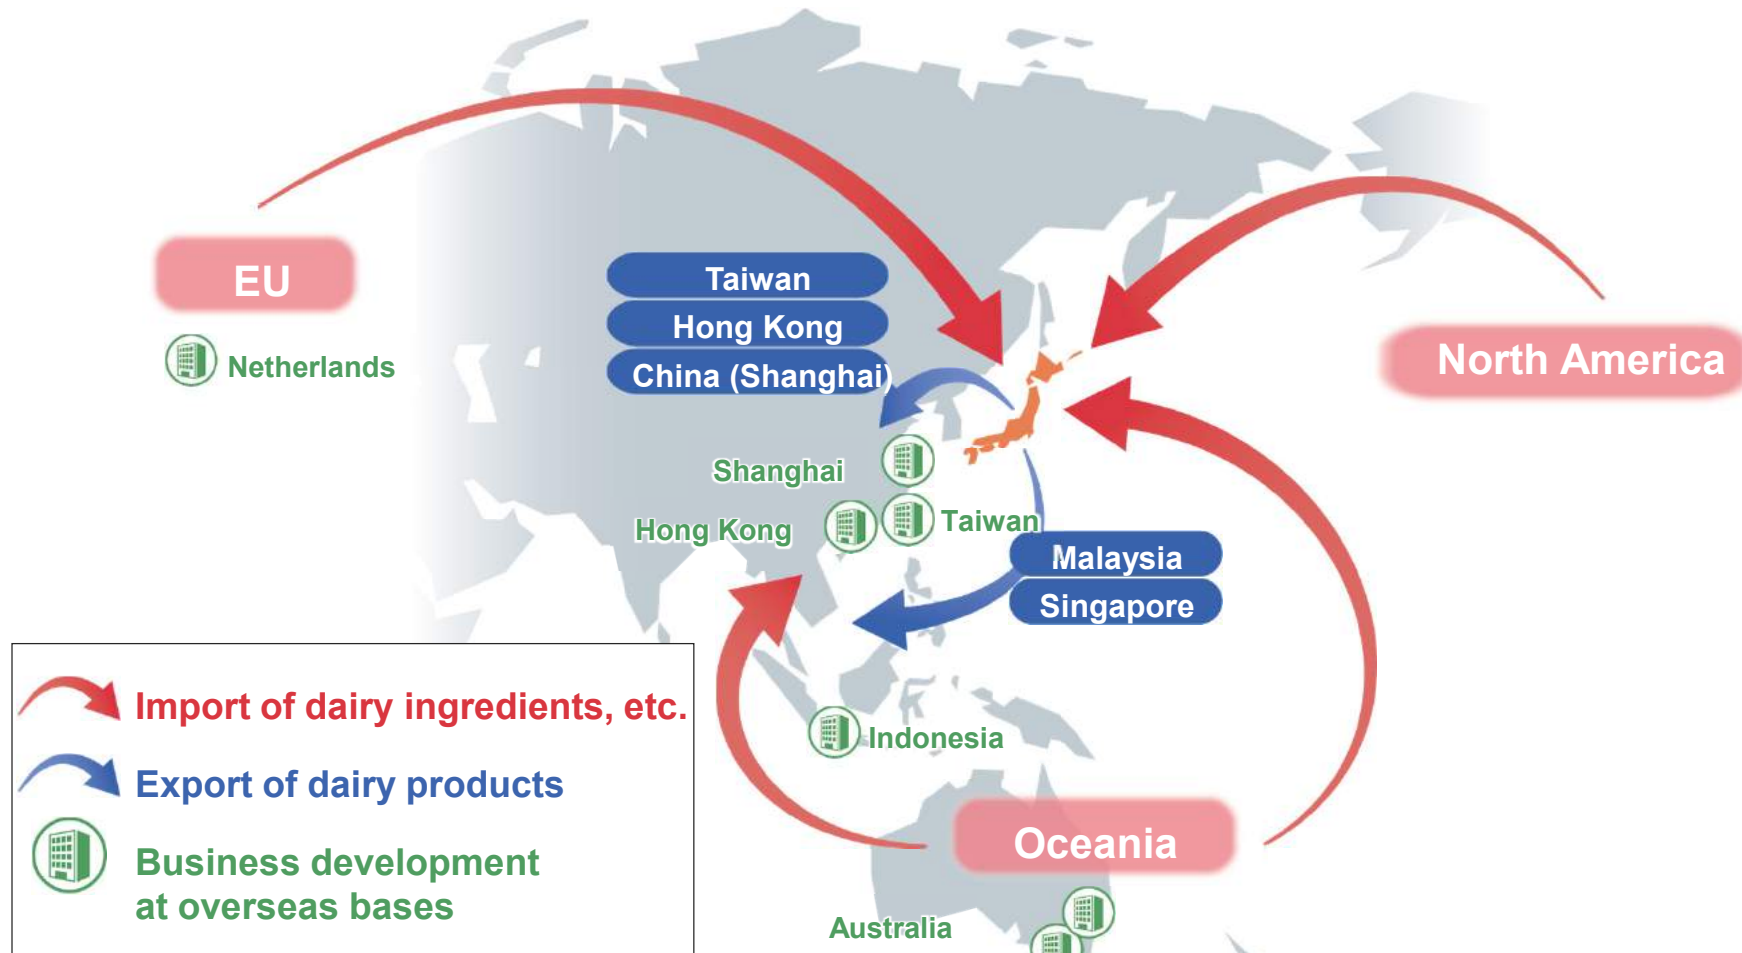 EU
Netherlands
Taiwan
Hong Kong
China (Shanghai)
North America
Shanghai
Hong Kong
Taiwan
Malaysia
Singapore
Indonesia
Oceania
Australia
Import of dairy ingredients, etc.
Export of dairy products
Business development
at overseas bases